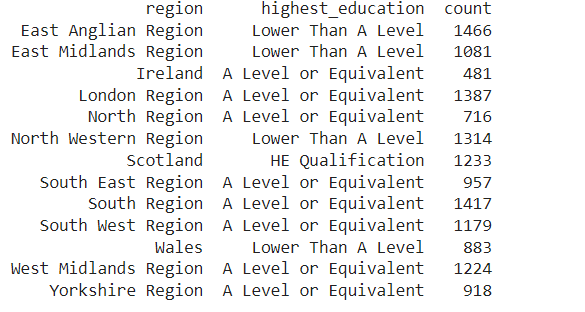 region highest_education count
East Anglian Region Lower Than A Level 1466
East Midlands Region Lower Than A Level 1081
Ireland A Level or Equivalent 481
London Region A Level or Equivalent 1387
North Region A Level or Equivalent 716
North Western Region Lower Than A Level 1314
Scotland HE Qualification 1233
South East Region A Level or Equivalent 957
South Region A Level or Equivalent 1417
South West Region A Level or Equivalent 1179
Wales Lower Than A Level 883
West Midlands Region A Level or Equivalent 1224
Yorkshire Region A Level or Equivalent 918